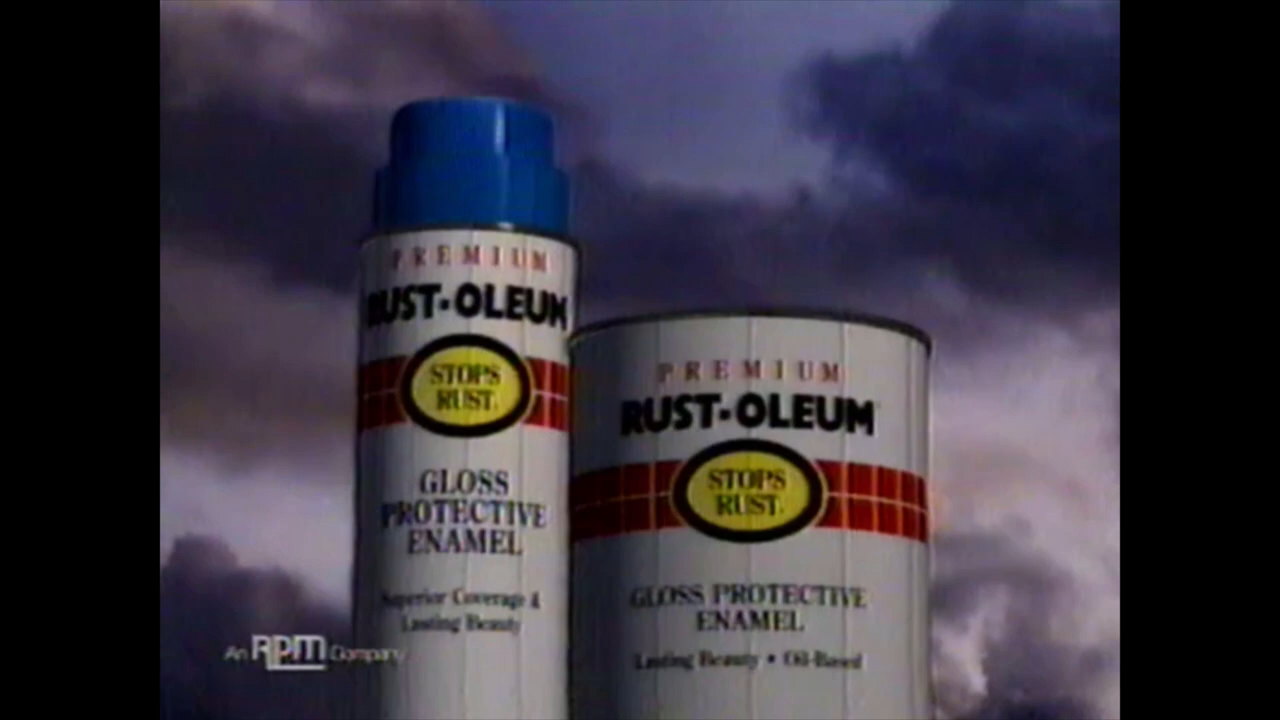 PREMIUM
RUST-OLEUM
STOPS
RUST.
GLOSS
PROTECTIVE
ENAMEL
Superior Coverage &
Lasting Beauty
PREMIUM
RUST-OLEUM
STOPS
RUST.
GLOSS PROTECTIVE
ENAMEL
Lasting Beauty • Oil-Based
An RPM Company